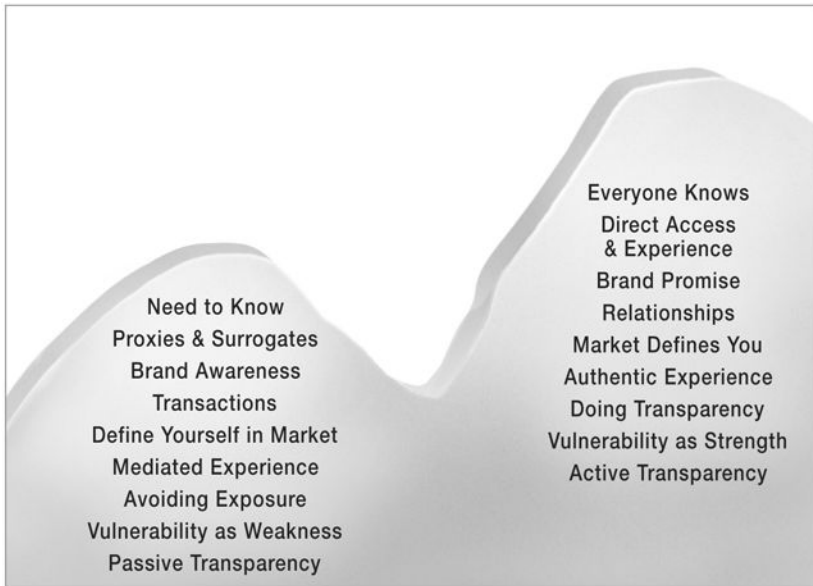 Need to Know
Proxies & Surrogates
Brand Awareness
Transactions
Define Yourself in Market
Mediated Experience
Avoiding Exposure
Vulnerability as Weakness
Passive Transparency
Everyone Knows
Direct Access
& Experience
Brand Promise
Relationships
Market Defines You
Authentic Experience
Doing Transparency
Vulnerability as Strength
Active Transparency